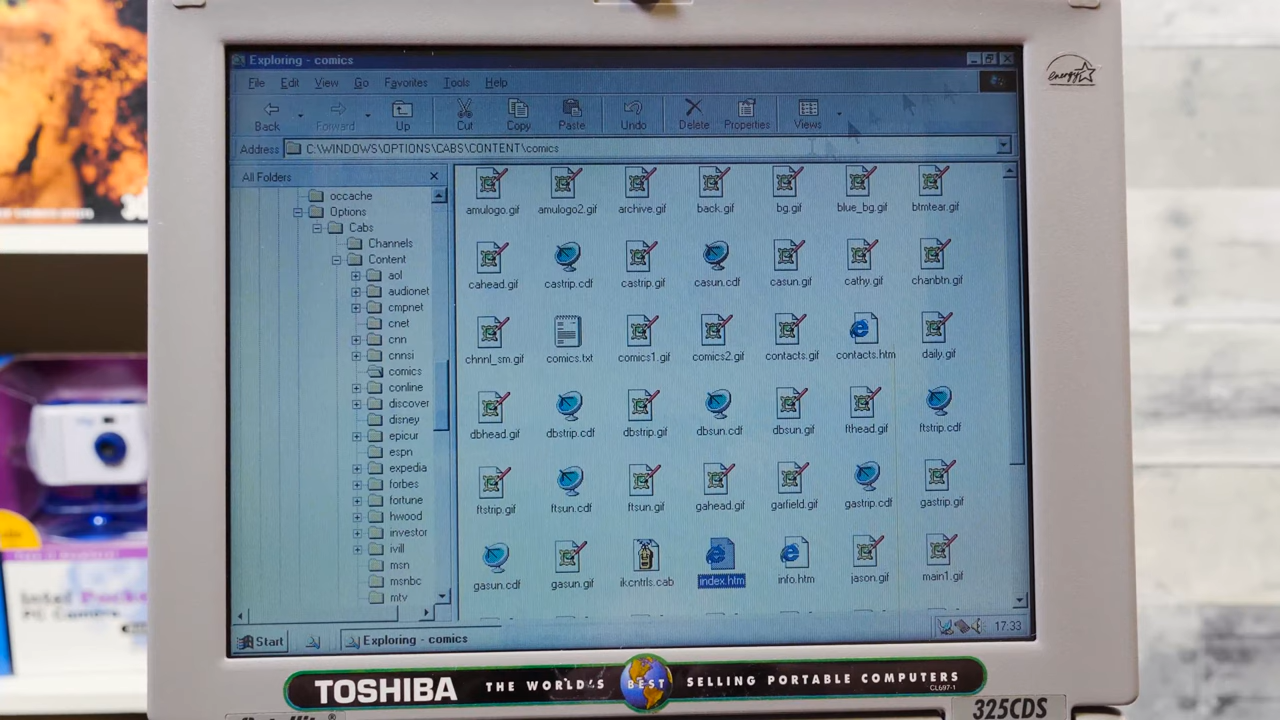 Exploring - comics
energy
File Edit View Go Favorites Tools Help
Back Forward Up Cut Copy Paste Undo Delete Properties Views
Address C:\WINDOWS\OPTIONS\CABS\CONTENT\comics
All Folders
occache
Options
Cabs
Channels
Content
aol
audionet
cmpnet
cnet
cnn
cnnsi
comics
conline
discover
disney
epicur
espn
expedia
forbes
fortune
hwood
investor
ivill
msn
msnbc
mtv
amulogo.gif amulogo2.gif archive.gif back.gif bg.gif blue_bg.gif btmtear.gif
cahead.gif castrip.cdf castrip.gif casun.cdf casun.gif cathy.gif chanbtn.gif
chnnl_sm.gif comics.txt comics1.gif comics2.gif contacts.gif contacts.htm daily.gif
dbhead.gif dbstrip.cdf dbstrip.gif dbsun.cdf dbsun.gif fthead.gif ftstrip.cdf
ftstrip.gif ftsun.cdf ftsun.gif gahead.gif garfield.gif gastrip.cdf gastrip.gif
gasun.cdf gasun.gif ikcntrls.cab index.htm info.htm jason.gif main1.gif
Start Exploring - comics 17:33
TOSHIBA THE WORLD'S BEST SELLING PORTABLE COMPUTERS
CL697-1
325CDS
Intel Pocket
PC Camera